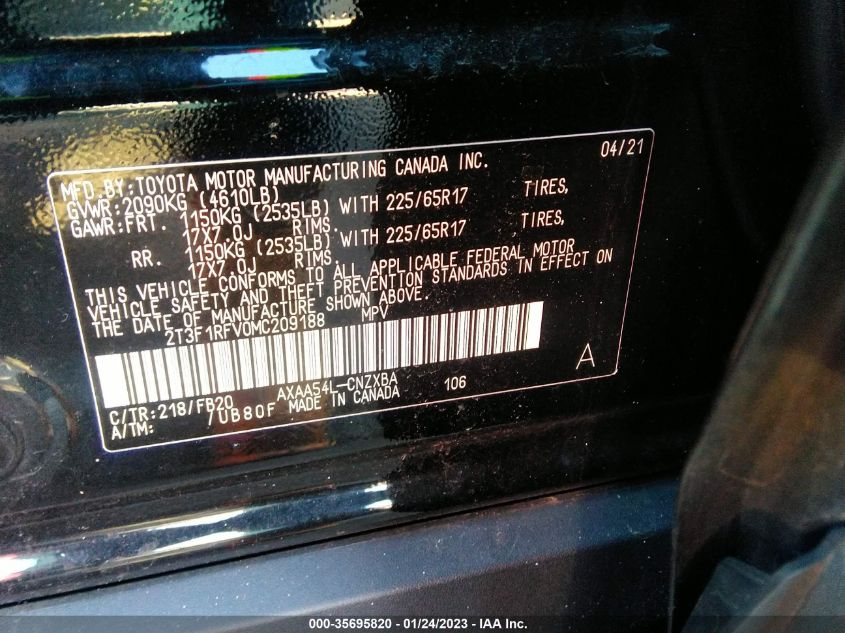 04/21
MFD.BY:TOYOTA MOTOR MANUFACTURING CANADA INC.
GVWR:2090KG (4610LB)
GAWR:FRT. 1150KG (2535LB) WITH 225/65R17 TIRES,
17X7.0J RIMS.
RR. 1150KG (2535LB) WITH 225/65R17 TIRES,
17X7.0J RIMS.
THIS VEHICLE CONFORMS TO ALL APPLICABLE FEDERAL MOTOR
VEHICLE SAFETY AND THEFT PREVENTION STANDARDS IN EFFECT ON
THE DATE OF MANUFACTURE SHOWN ABOVE.
2T3F1RFV0MC209188 MPV
A
C/TR:218/FB20 AXAA54L-CNZXBA 106
A/TM: /UB80F MADE IN CANADA
000-35695820 - 01/24/2023 - IAA Inc.